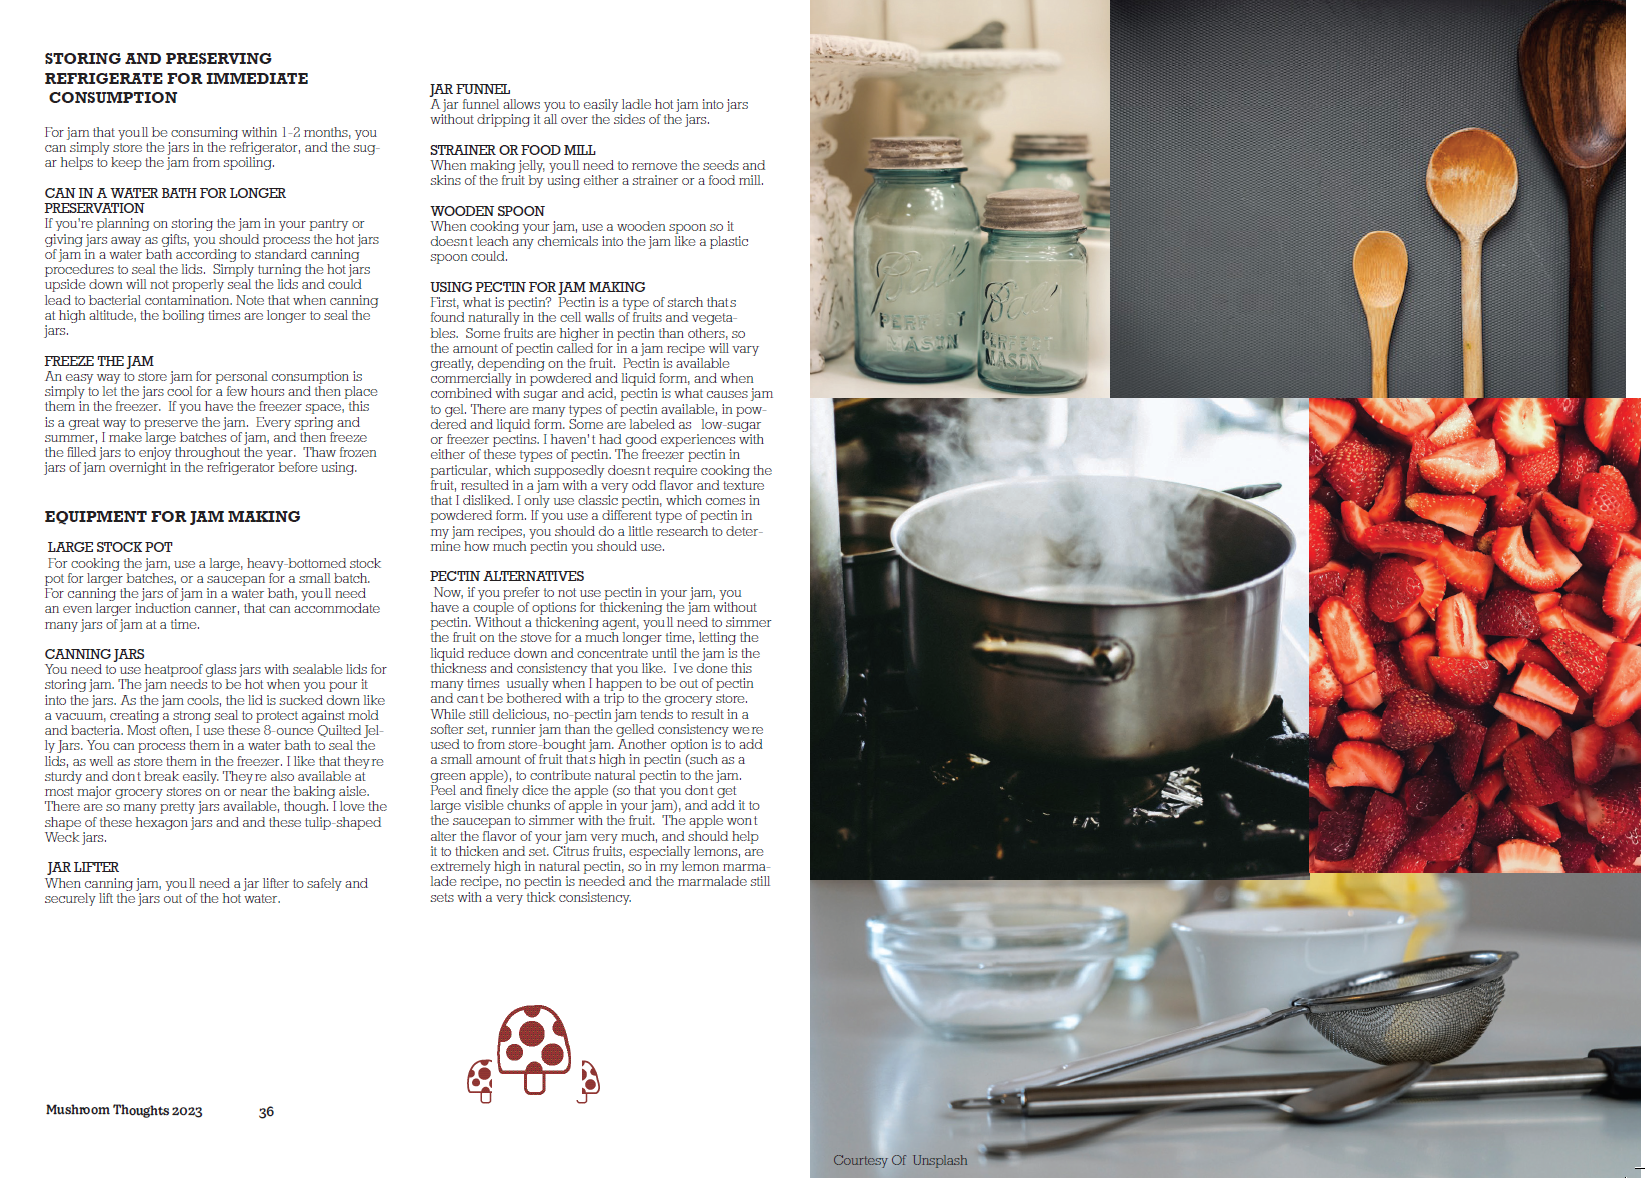 STORING AND PRESERVING
REFRIGERATE FOR IMMEDIATE
CONSUMPTION
For jam that youll be consuming within 1-2 months, you
can simply store the jars in the refrigerator, and the sug-
ar helps to keep the jam from spoiling.
CAN IN A WATER BATH FOR LONGER
PRESERVATION
If you're planning on storing the jam in your pantry or
giving jars away as gifts, you should process the hot jars
of jam in a water bath according to standard canning
procedures to seal the lids. Simply turning the hot jars
upside down will not properly seal the lids and could
lead to bacterial contamination. Note that when canning
at high altitude, the boiling times are longer to seal the
jars.
FREEZE THE JAM
An easy way to store jam for personal consumption is
simply to let the jars cool for a few hours and then place
them in the freezer. If you have the freezer space, this
is a great way to preserve the jam. Every spring and
summer, I make large batches of jam, and then freeze
the filled jars to enjoy throughout the year. Thaw frozen
jars of jam overnight in the refrigerator before using.
EQUIPMENT FOR JAM MAKING
LARGE STOCK POT
For cooking the jam, use a large, heavy-bottomed stock
pot for larger batches, or a saucepan for a small batch.
For canning the jars of jam in a water bath, youll need
an even larger induction canner, that can accommodate
many jars of jam at a time.
CANNING JARS
You need to use heatproof glass jars with sealable lids for
storing jam. The jam needs to be hot when you pour it
into the jars. As the jam cools, the lid is sucked down like
a vacuum, creating a strong seal to protect against mold
and bacteria. Most often, I use these 8-ounce Quilted Jel-
ly Jars. You can process them in a water bath to seal the
lids, as well as store them in the freezer. I like that theyre
sturdy and dont break easily. Theyre also available at
most major grocery stores on or near the baking aisle.
There are so many pretty jars available, though. I love the
shape of these hexagon jars and and these tulip-shaped
Weck jars.
JAR LIFTER
When canning jam, youll need a jar lifter to safely and
securely lift the jars out of the hot water.
JAR FUNNEL
A jar funnel allows you to easily ladle hot jam into jars
without dripping it all over the sides of the jars.
STRAINER OR FOOD MILL
When making jelly, youll need to remove the seeds and
skins of the fruit by using either a strainer or a food mill.
WOODEN SPOON
When cooking your jam, use a wooden spoon so it
doesnt leach any chemicals into the jam like a plastic
spoon could.
USING PECTIN FOR JAM MAKING
First, what is pectin? Pectin is a type of starch thats
found naturally in the cell walls of fruits and vegeta-
bles. Some fruits are higher in pectin than others, so
the amount of pectin called for in a jam recipe will vary
greatly, depending on the fruit. Pectin is available
commercially in powdered and liquid form, and when
combined with sugar and acid, pectin is what causes jam
to gel. There are many types of pectin available, in pow-
dered and liquid form. Some are labeled as low-sugar
or freezer pectins. I haven't had good experiences with
either of these types of pectin. The freezer pectin in
particular, which supposedly doesnt require cooking the
fruit, resulted in a jam with a very odd flavor and texture
that I disliked. I only use classic pectin, which comes in
powdered form. If you use a different type of pectin in
my jam recipes, you should do a little research to deter-
mine how much pectin you should use.
PECTIN ALTERNATIVES
Now, if you prefer to not use pectin in your jam, you
have a couple of options for thickening the jam without
pectin. Without a thickening agent, youll need to simmer
the fruit on the stove for a much longer time, letting the
liquid reduce down and concentrate until the jam is the
thickness and consistency that you like. Ive done this
many times usually when I happen to be out of pectin
and cant be bothered with a trip to the grocery store.
While still delicious, no-pectin jam tends to result in a
softer set, runnier jam than the gelled consistency were
used to from store-bought jam. Another option is to add
a small amount of fruit thats high in pectin (such as a
green apple), to contribute natural pectin to the jam.
Peel and finely dice the apple (so that you dont get
large visible chunks of apple in your jam), and add it to
the saucepan to simmer with the fruit. The apple wont
alter the flavor of your jam very much, and should help
it to thicken and set. Citrus fruits, especially lemons, are
extremely high in natural pectin, so in my lemon marma-
lade recipe, no pectin is needed and the marmalade still
sets with a very thick consistency.
Mushroom Thoughts 2023 36
Ball
PERFECT
MASON
Ball
PERFECT
MASON
Courtesy Of Unsplash